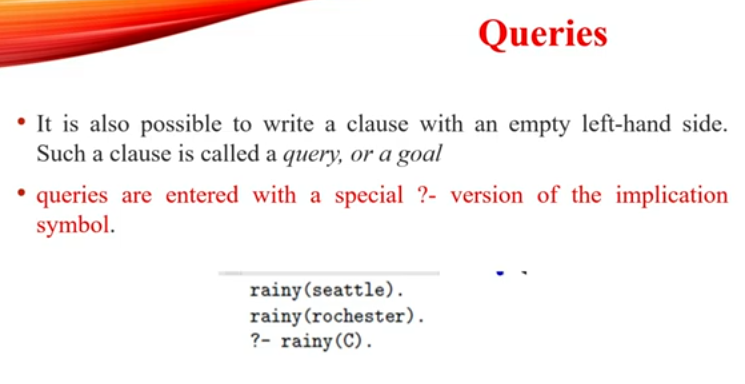 Queries
• It is also possible to write a clause with an empty left-hand side.
Such a clause is called a query, or a goal
• queries are entered with a special ?- version of the implication
symbol.
rainy(seattle).
rainy(rochester).
?- rainy(C).